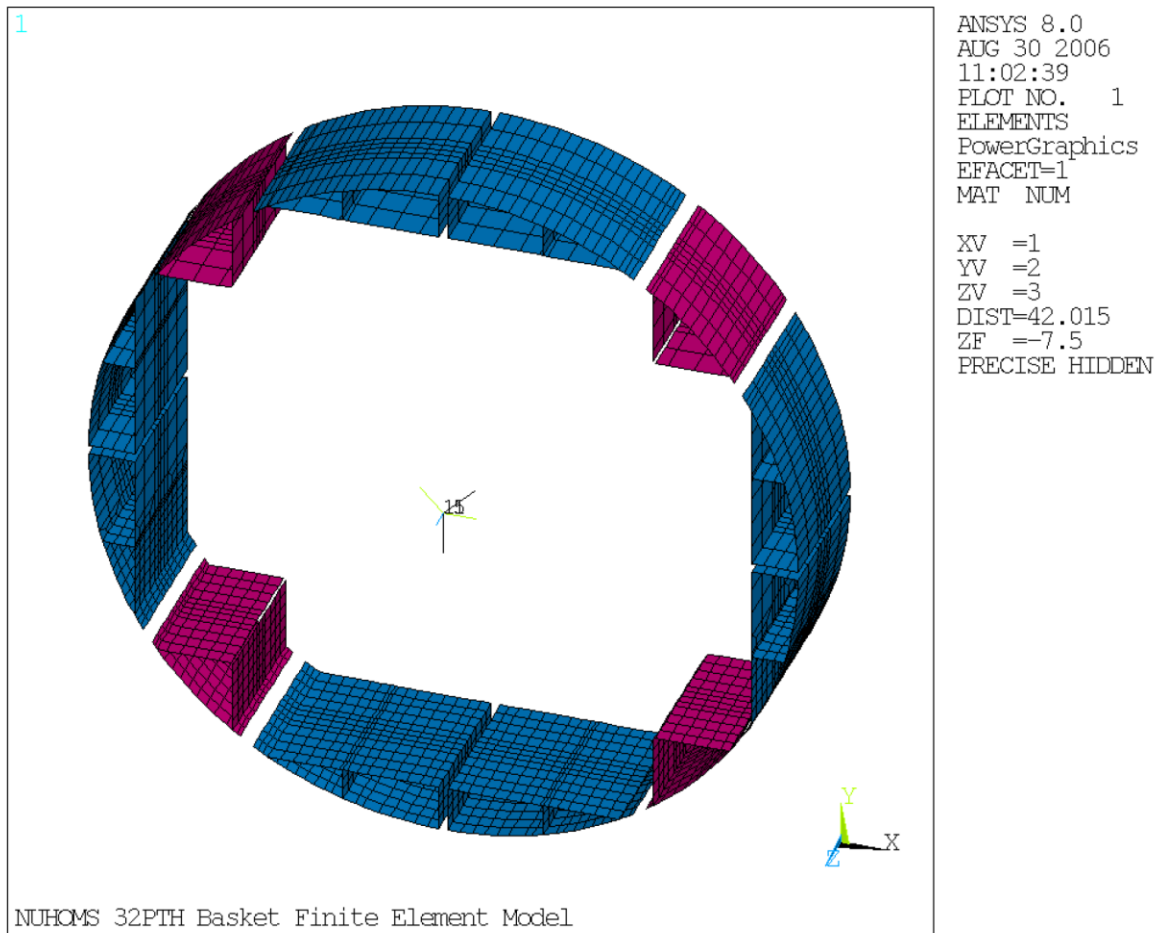 1
ANSYS 8.0
AUG 30 2006
11:02:39
PLOT NO. 1
ELEMENTS
PowerGraphics
EFACET=1
MAT NUM
XV =1
YV =2
ZV =3
DIST=42.015
ZF =-7.5
PRECISE HIDDEN
Y
X
Z
NUHOMS 32PTH Basket Finite Element Model